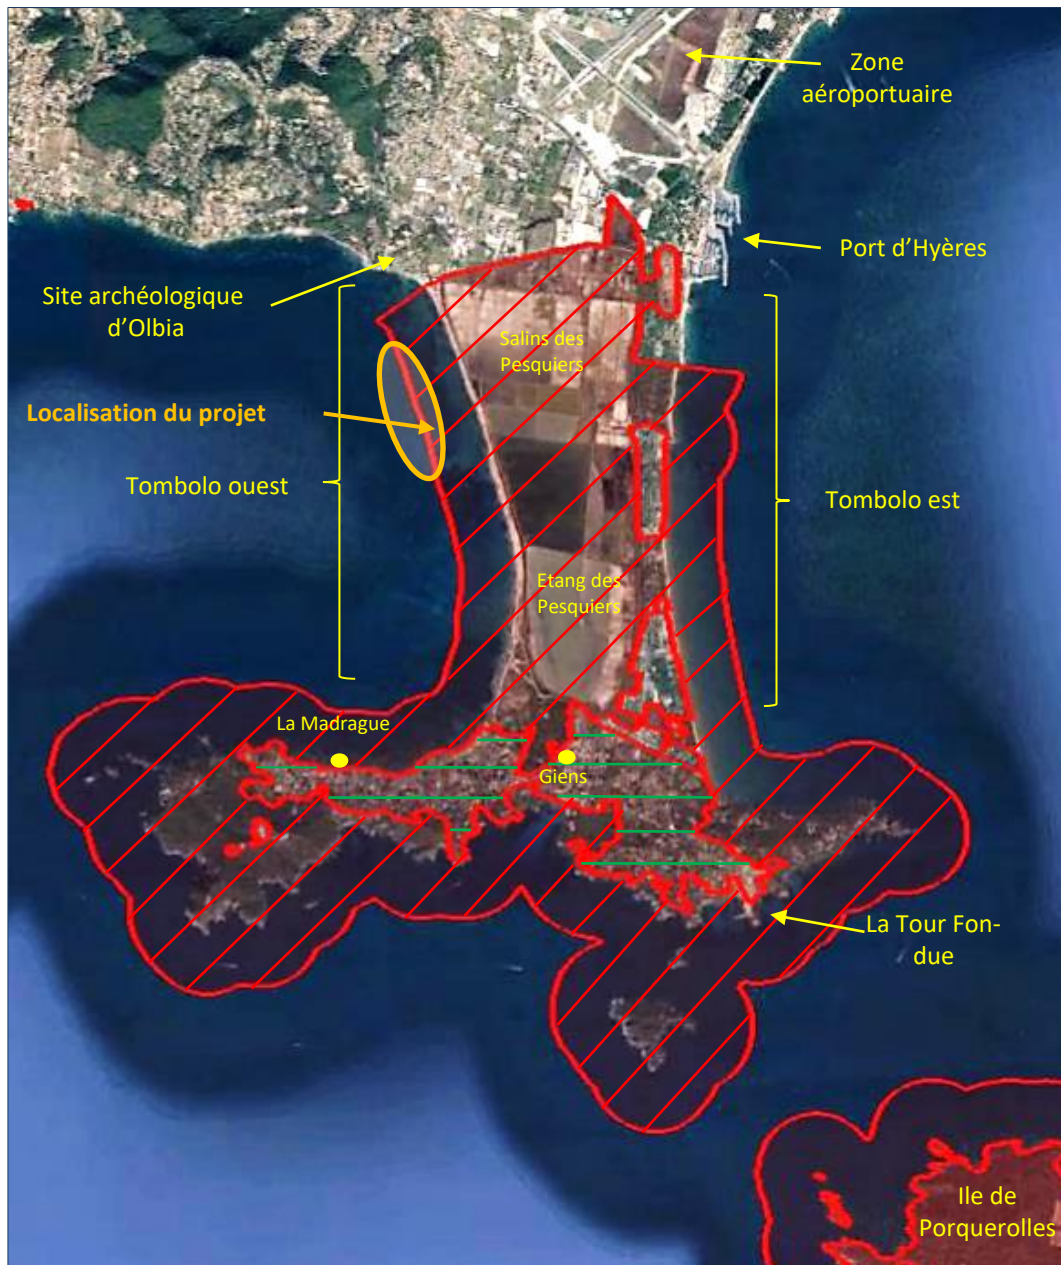 Zone
aéroportuaire
Port d'Hyères
Site archéologique
d'Olbia
Salins des
Pesquiers
Localisation du projet
Tombolo ouest
Tombolo est
Etang des
Pesquiers
La Madrague
Giens
La Tour Fon-
due
Ile de
Porquerolles